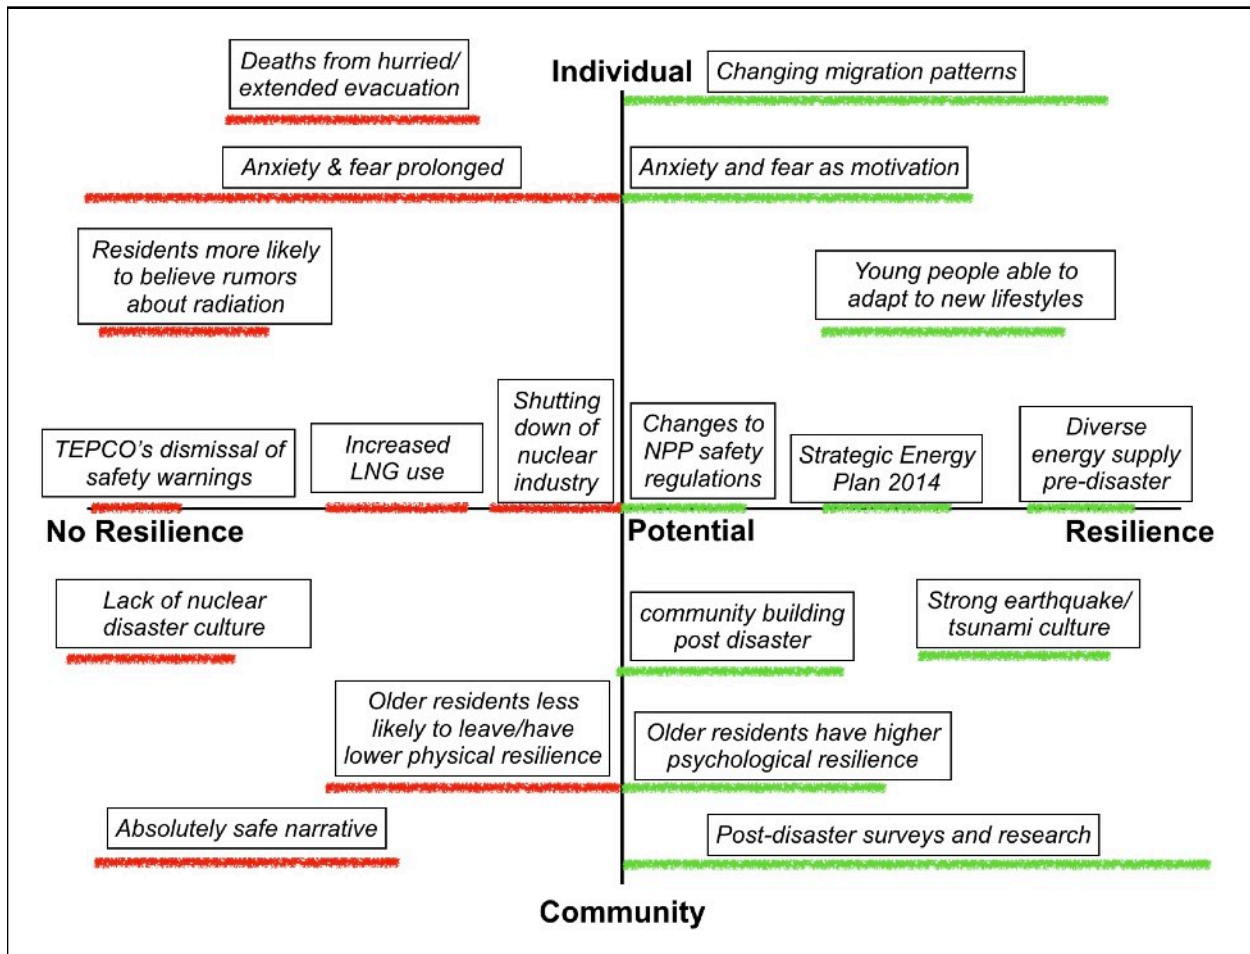 Deaths from hurried/
extended evacuation
Individual
Changing migration patterns
Anxiety & fear prolonged
Anxiety and fear as motivation
Residents more likely
to believe rumors
about radiation
Young people able to
adapt to new lifestyles
TEPCO's dismissal of
safety warnings
Increased
LNG use
Shutting
down of
nuclear
industry
Changes to
NPP safety
regulations
Strategic Energy
Plan 2014
Diverse
energy supply
pre-disaster
No Resilience
Potential
Resilience
Lack of nuclear
disaster culture
community building
post disaster
Strong earthquake/
tsunami culture
Older residents less
likely to leave/have
lower physical resilience
Older residents have higher
psychological resilience
Absolutely safe narrative
Post-disaster surveys and research
Community